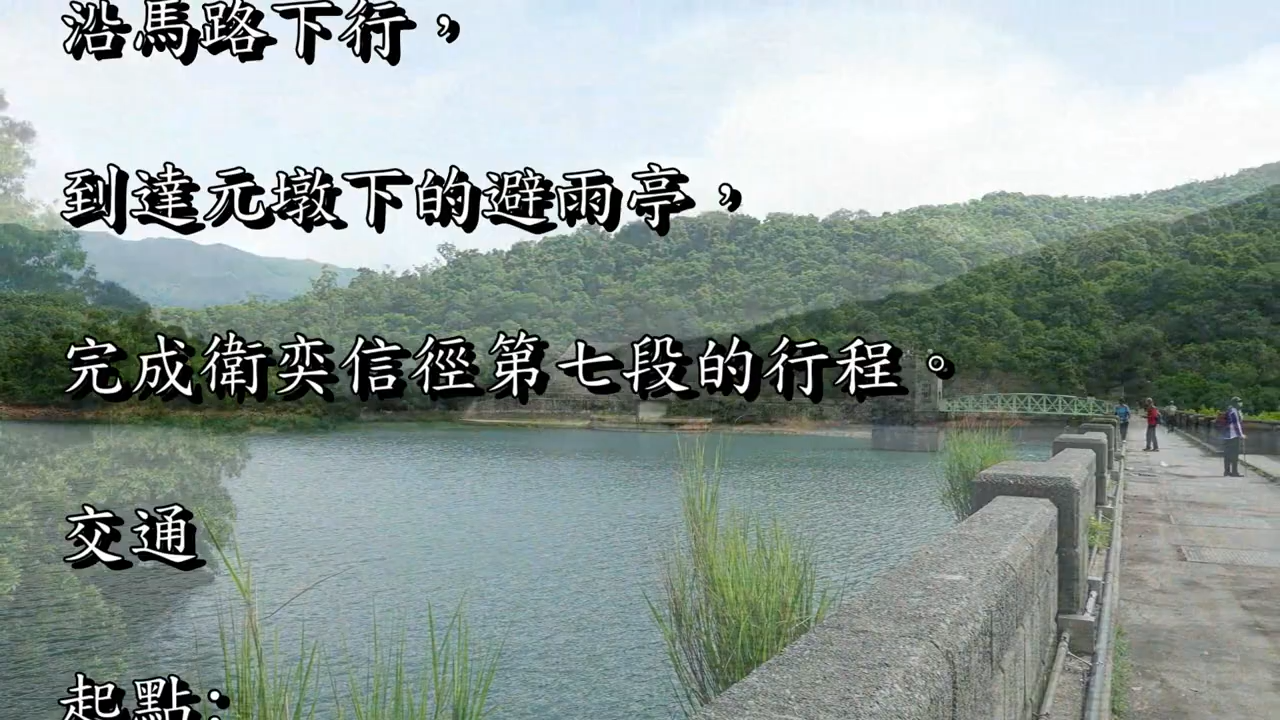 沿馬路下行，
到達元墩下的避雨亭，
完成衛奕信徑第七段的行程。
交通
起點: